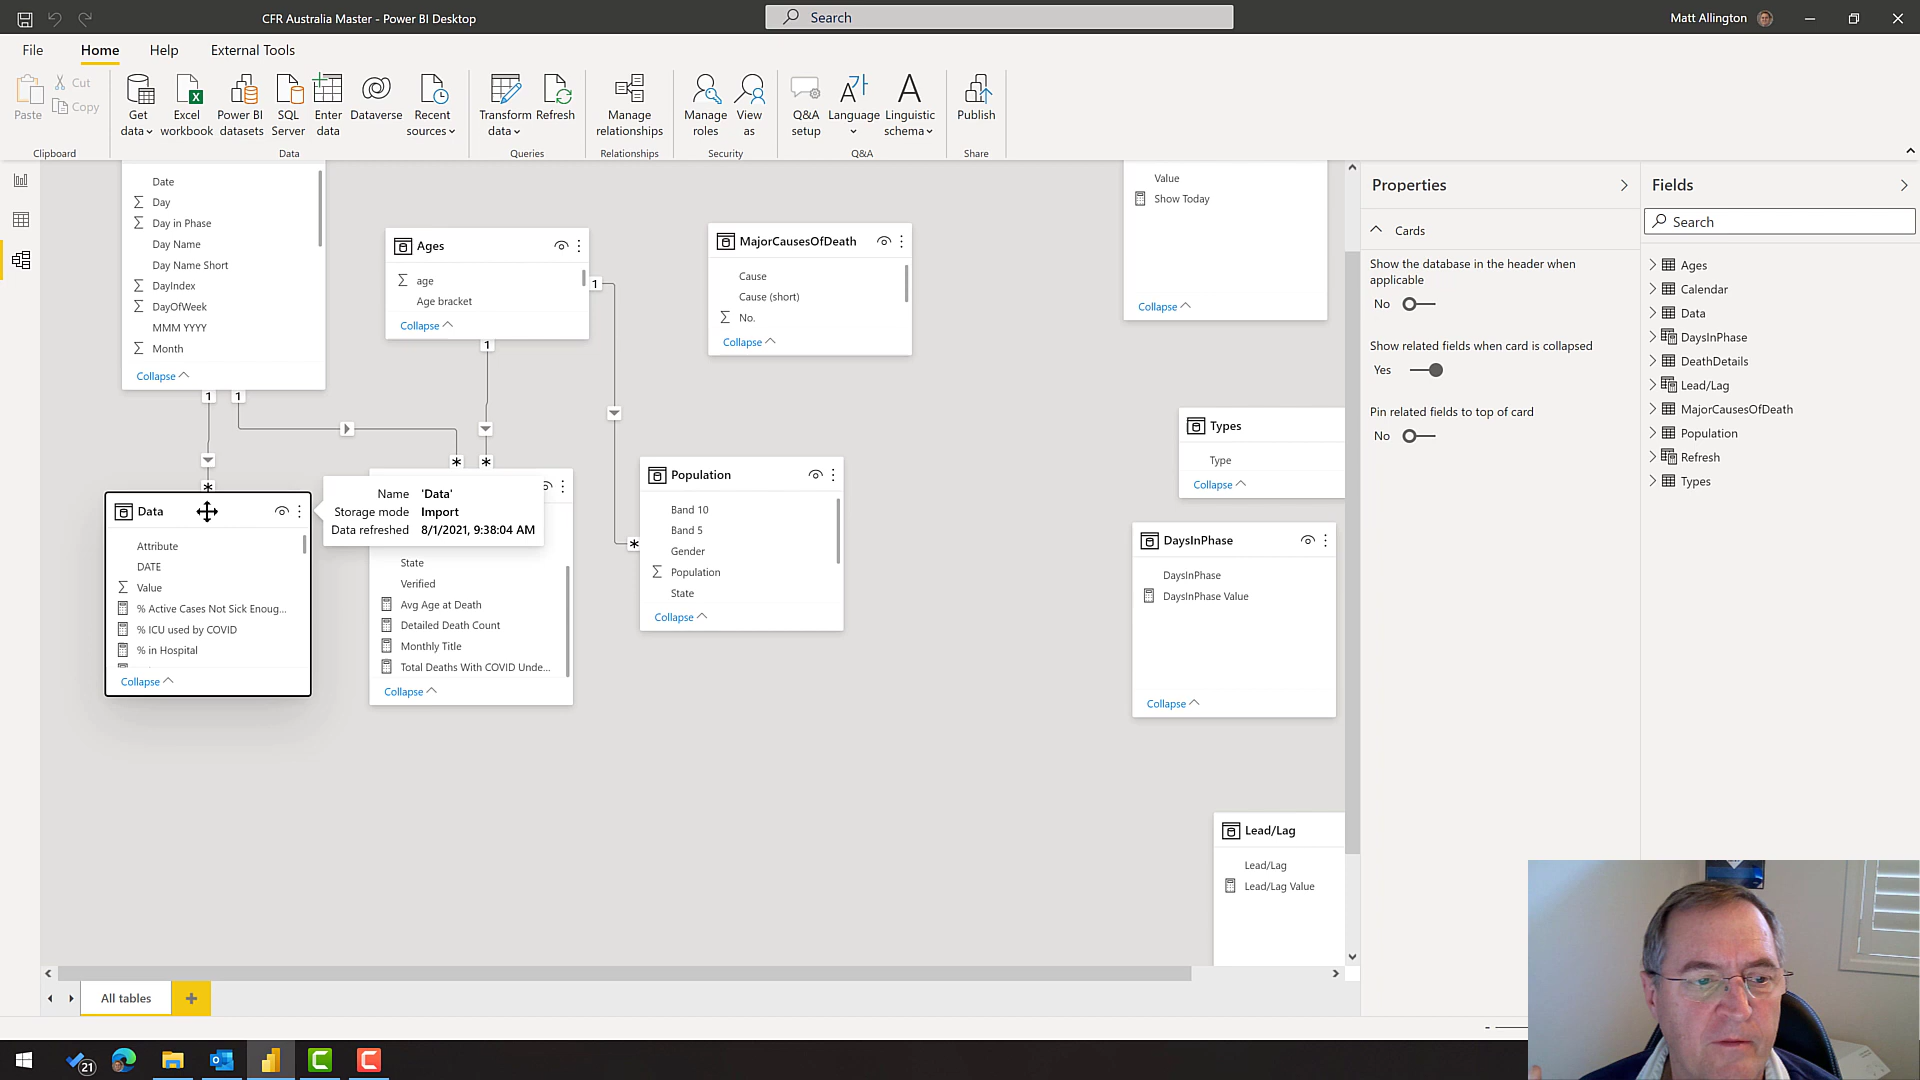 CFR Australia Master - Power BI Desktop
Search
Matt Allington
File
Home
Help
External Tools
Paste
Cut
Copy
Clipboard
Get
data
Excel
workbook
Power BI
datasets
SQL
Server
Enter
data
Dataverse
Recent
sources
Data
Transform
data
Refresh
Queries
Manage
relationships
Relationships
Manage
roles
View
as
Security
Q&A
setup
Language
Linguistic
schema
Q&A
Publish
Share
Date
Day
Day in Phase
Day Name
Day Name Short
DayIndex
DayOfWeek
MMM YYYY
Month
Collapse
Ages
age
Age bracket
Collapse
MajorCausesOfDeath
Cause
Cause (short)
No.
Collapse
Value
Show Today
Collapse
1
1
1
1
*
*
*
*
Data
Attribute
DATE
Value
% Active Cases Not Sick Enoug...
% ICU used by COVID
% in Hospital
Collapse
Name 'Data'
Storage mode Import
Data refreshed 8/1/2021, 9:38:04 AM
State
Verified
Avg Age at Death
Detailed Death Count
Monthly Title
Total Deaths With COVID Unde...
Collapse
Population
Band 10
Band 5
Gender
Population
State
Collapse
Types
Type
Collapse
DaysInPhase
DaysInPhase
DaysInPhase Value
Collapse
Lead/Lag
Lead/Lag
Lead/Lag Value
Properties
Cards
Show the database in the header when
applicable
No
Show related fields when card is collapsed
Yes
Pin related fields to top of card
No
Fields
Search
Ages
Calendar
Data
DaysInPhase
DeathDetails
Lead/Lag
MajorCausesOfDeath
Population
Refresh
Types
All tables
+
21